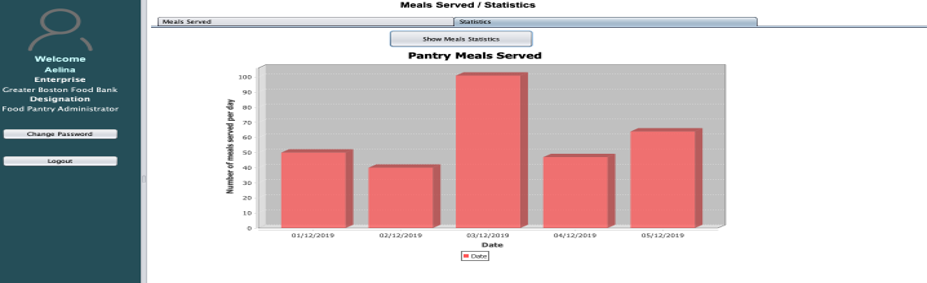 Meals Served / Statistics
Meals Served
Statistics
Show Meals Statistics
Welcome
Aelina
Enterprise
Greater Boston Food Bank
Designation
Food Pantry Administrator
Change Password
Logout
Pantry Meals Served
Number of meals served per day
100
90
80
70
60
50
40
30
20
10
0
01/12/2019
02/12/2019
03/12/2019
04/12/2019
05/12/2019
Date
Date